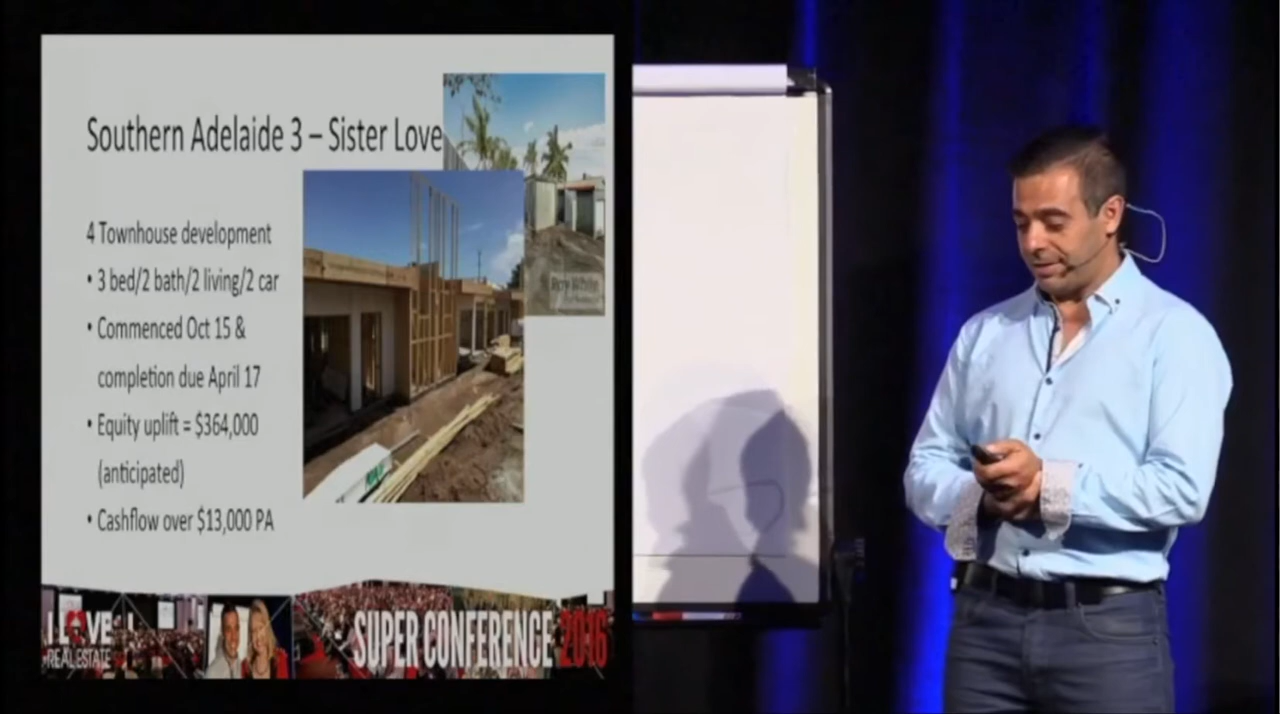 Southern Adelaide 3 – Sister Love
4 Townhouse development
• 3 bed/2 bath/2 living/2 car
• Commenced Oct 15 &
completion due April 17
• Equity uplift = $364,000
(anticipated)
• Cashflow over $13,000 PA
Ray White
I LOVE
REAL ESTATE
SUPER CONFERENCE 2016